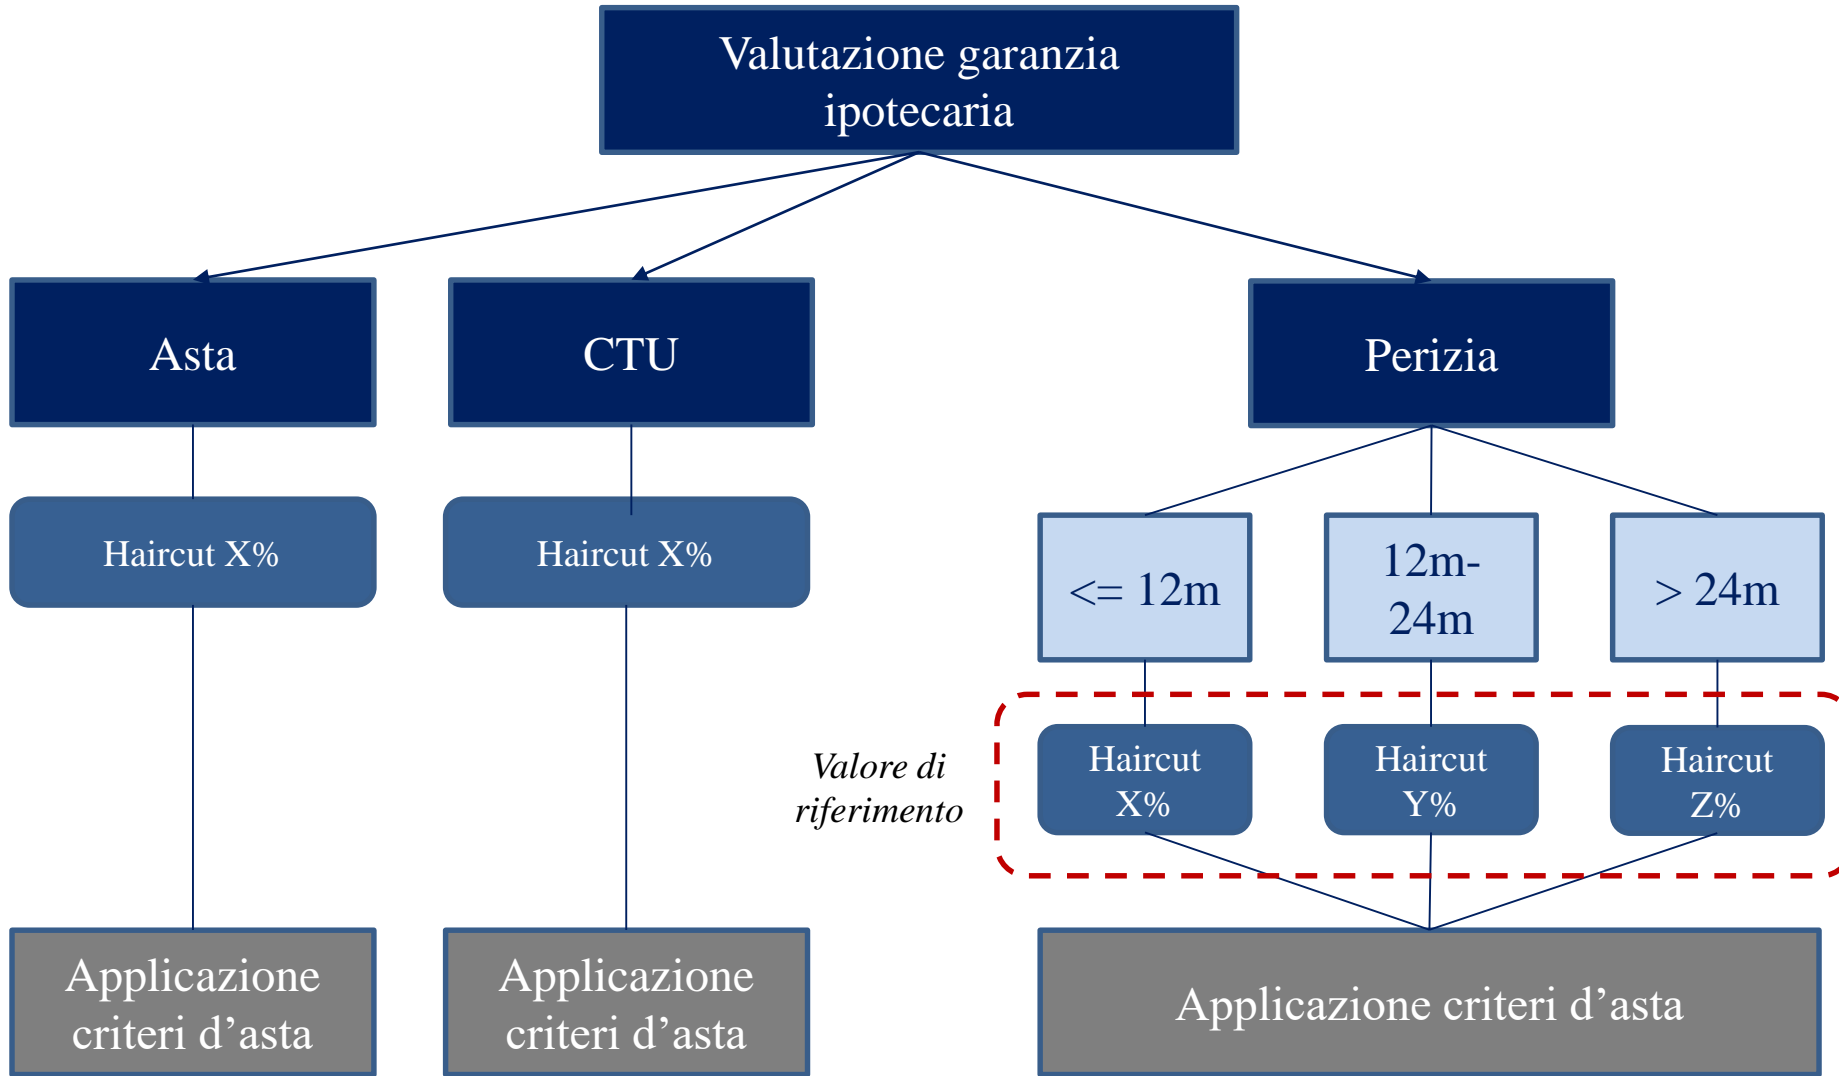 Valutazione garanzia
ipotecaria
Asta
CTU
Perizia
Haircut X%
Haircut X%
<= 12m
12m-
24m
> 24m
Valore di
riferimento
Haircut
X%
Haircut
Y%
Haircut
Z%
Applicazione
criteri d’asta
Applicazione
criteri d’asta
Applicazione criteri d’asta